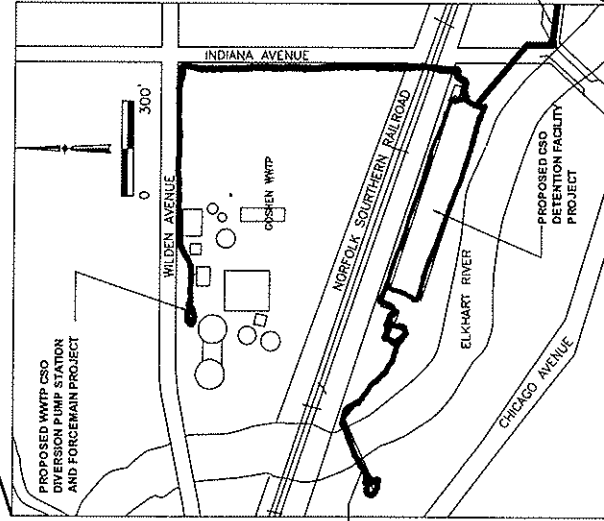 INDIANA AVENUE
300'
0
PROPOSED WWTP CSO
DIVERSION PUMP STATION
AND FORCEMAIN PROJECT
WILDEN AVENUE
GOSHEN WWTP
NORFOLK SOURTHERN RAILROAD
PROPOSED CSO
DETENTION FACILITY
PROJECT
ELKHART RIVER
CHICAGO AVENUE